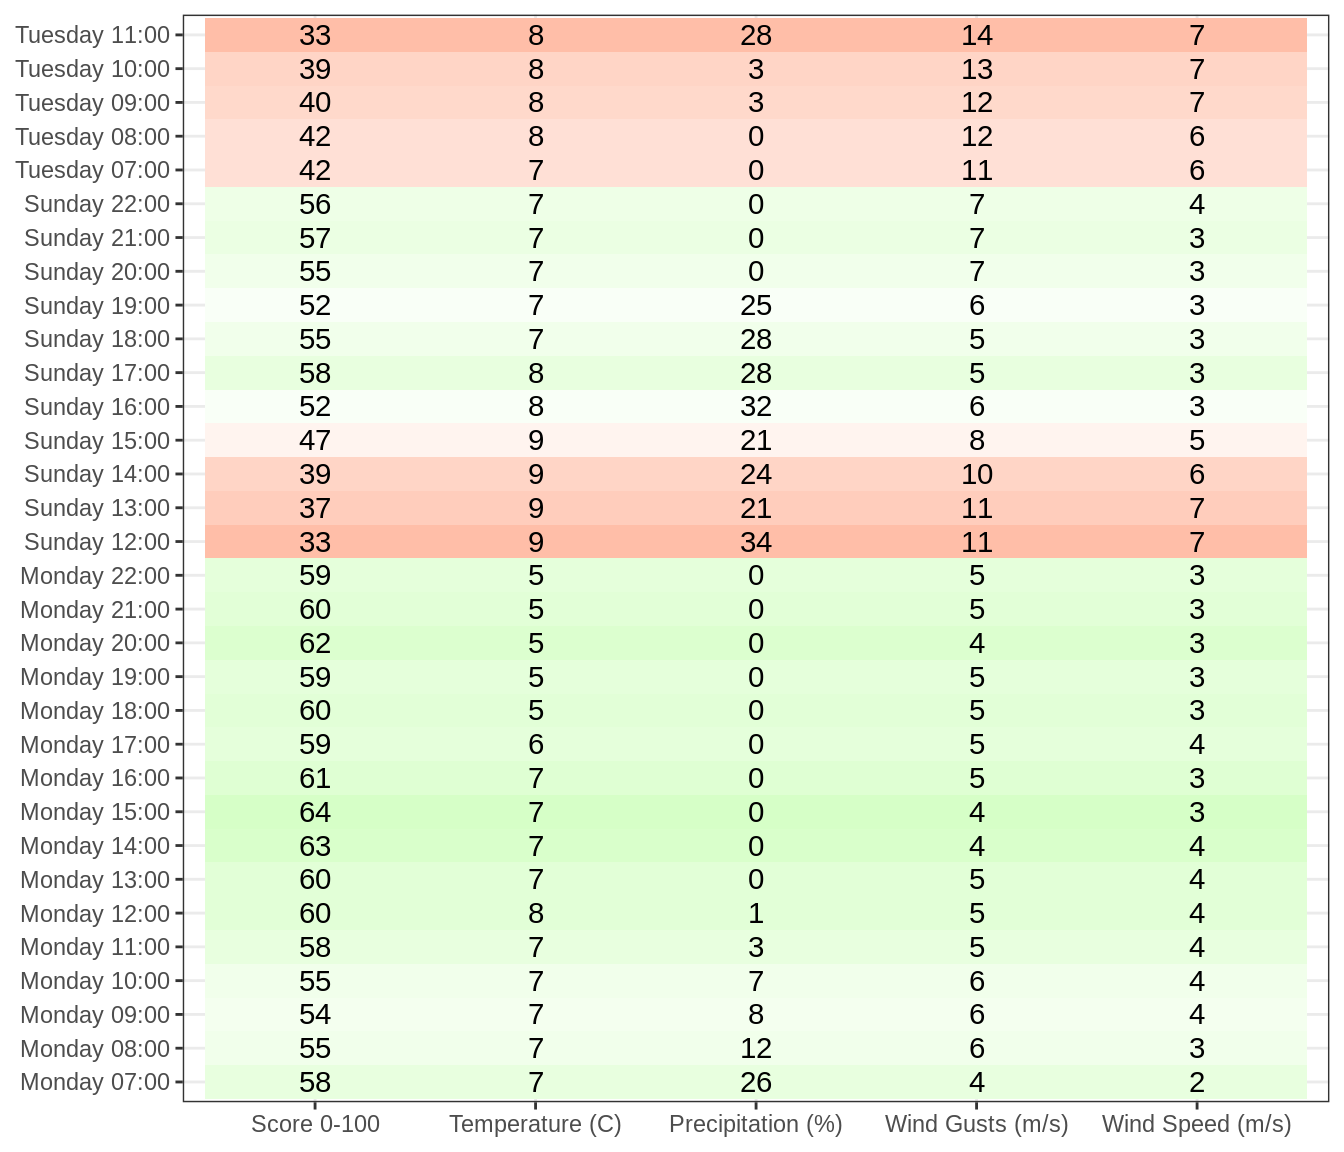 Tuesday 11:00 33 8 28 14 7
Tuesday 10:00 39 8 3 13 7
Tuesday 09:00 40 8 3 12 7
Tuesday 08:00 42 8 0 12 6
Tuesday 07:00 42 7 0 11 6
Sunday 22:00 56 7 0 7 4
Sunday 21:00 57 7 0 7 3
Sunday 20:00 55 7 0 7 3
Sunday 19:00 52 7 25 6 3
Sunday 18:00 55 7 28 5 3
Sunday 17:00 58 8 28 5 3
Sunday 16:00 52 8 32 6 3
Sunday 15:00 47 9 21 8 5
Sunday 14:00 39 9 24 10 6
Sunday 13:00 37 9 21 11 7
Sunday 12:00 33 9 34 11 7
Monday 22:00 59 5 0 5 3
Monday 21:00 60 5 0 5 3
Monday 20:00 62 5 0 4 3
Monday 19:00 59 5 0 5 3
Monday 18:00 60 5 0 5 3
Monday 17:00 59 6 0 5 4
Monday 16:00 61 7 0 5 3
Monday 15:00 64 7 0 4 3
Monday 14:00 63 7 0 4 4
Monday 13:00 60 7 0 5 4
Monday 12:00 60 8 1 5 4
Monday 11:00 58 7 3 5 4
Monday 10:00 55 7 7 6 4
Monday 09:00 54 7 8 6 4
Monday 08:00 55 7 12 6 3
Monday 07:00 58 7 26 4 2
Score 0-100 Temperature (C) Precipitation (%) Wind Gusts (m/s) Wind Speed (m/s)